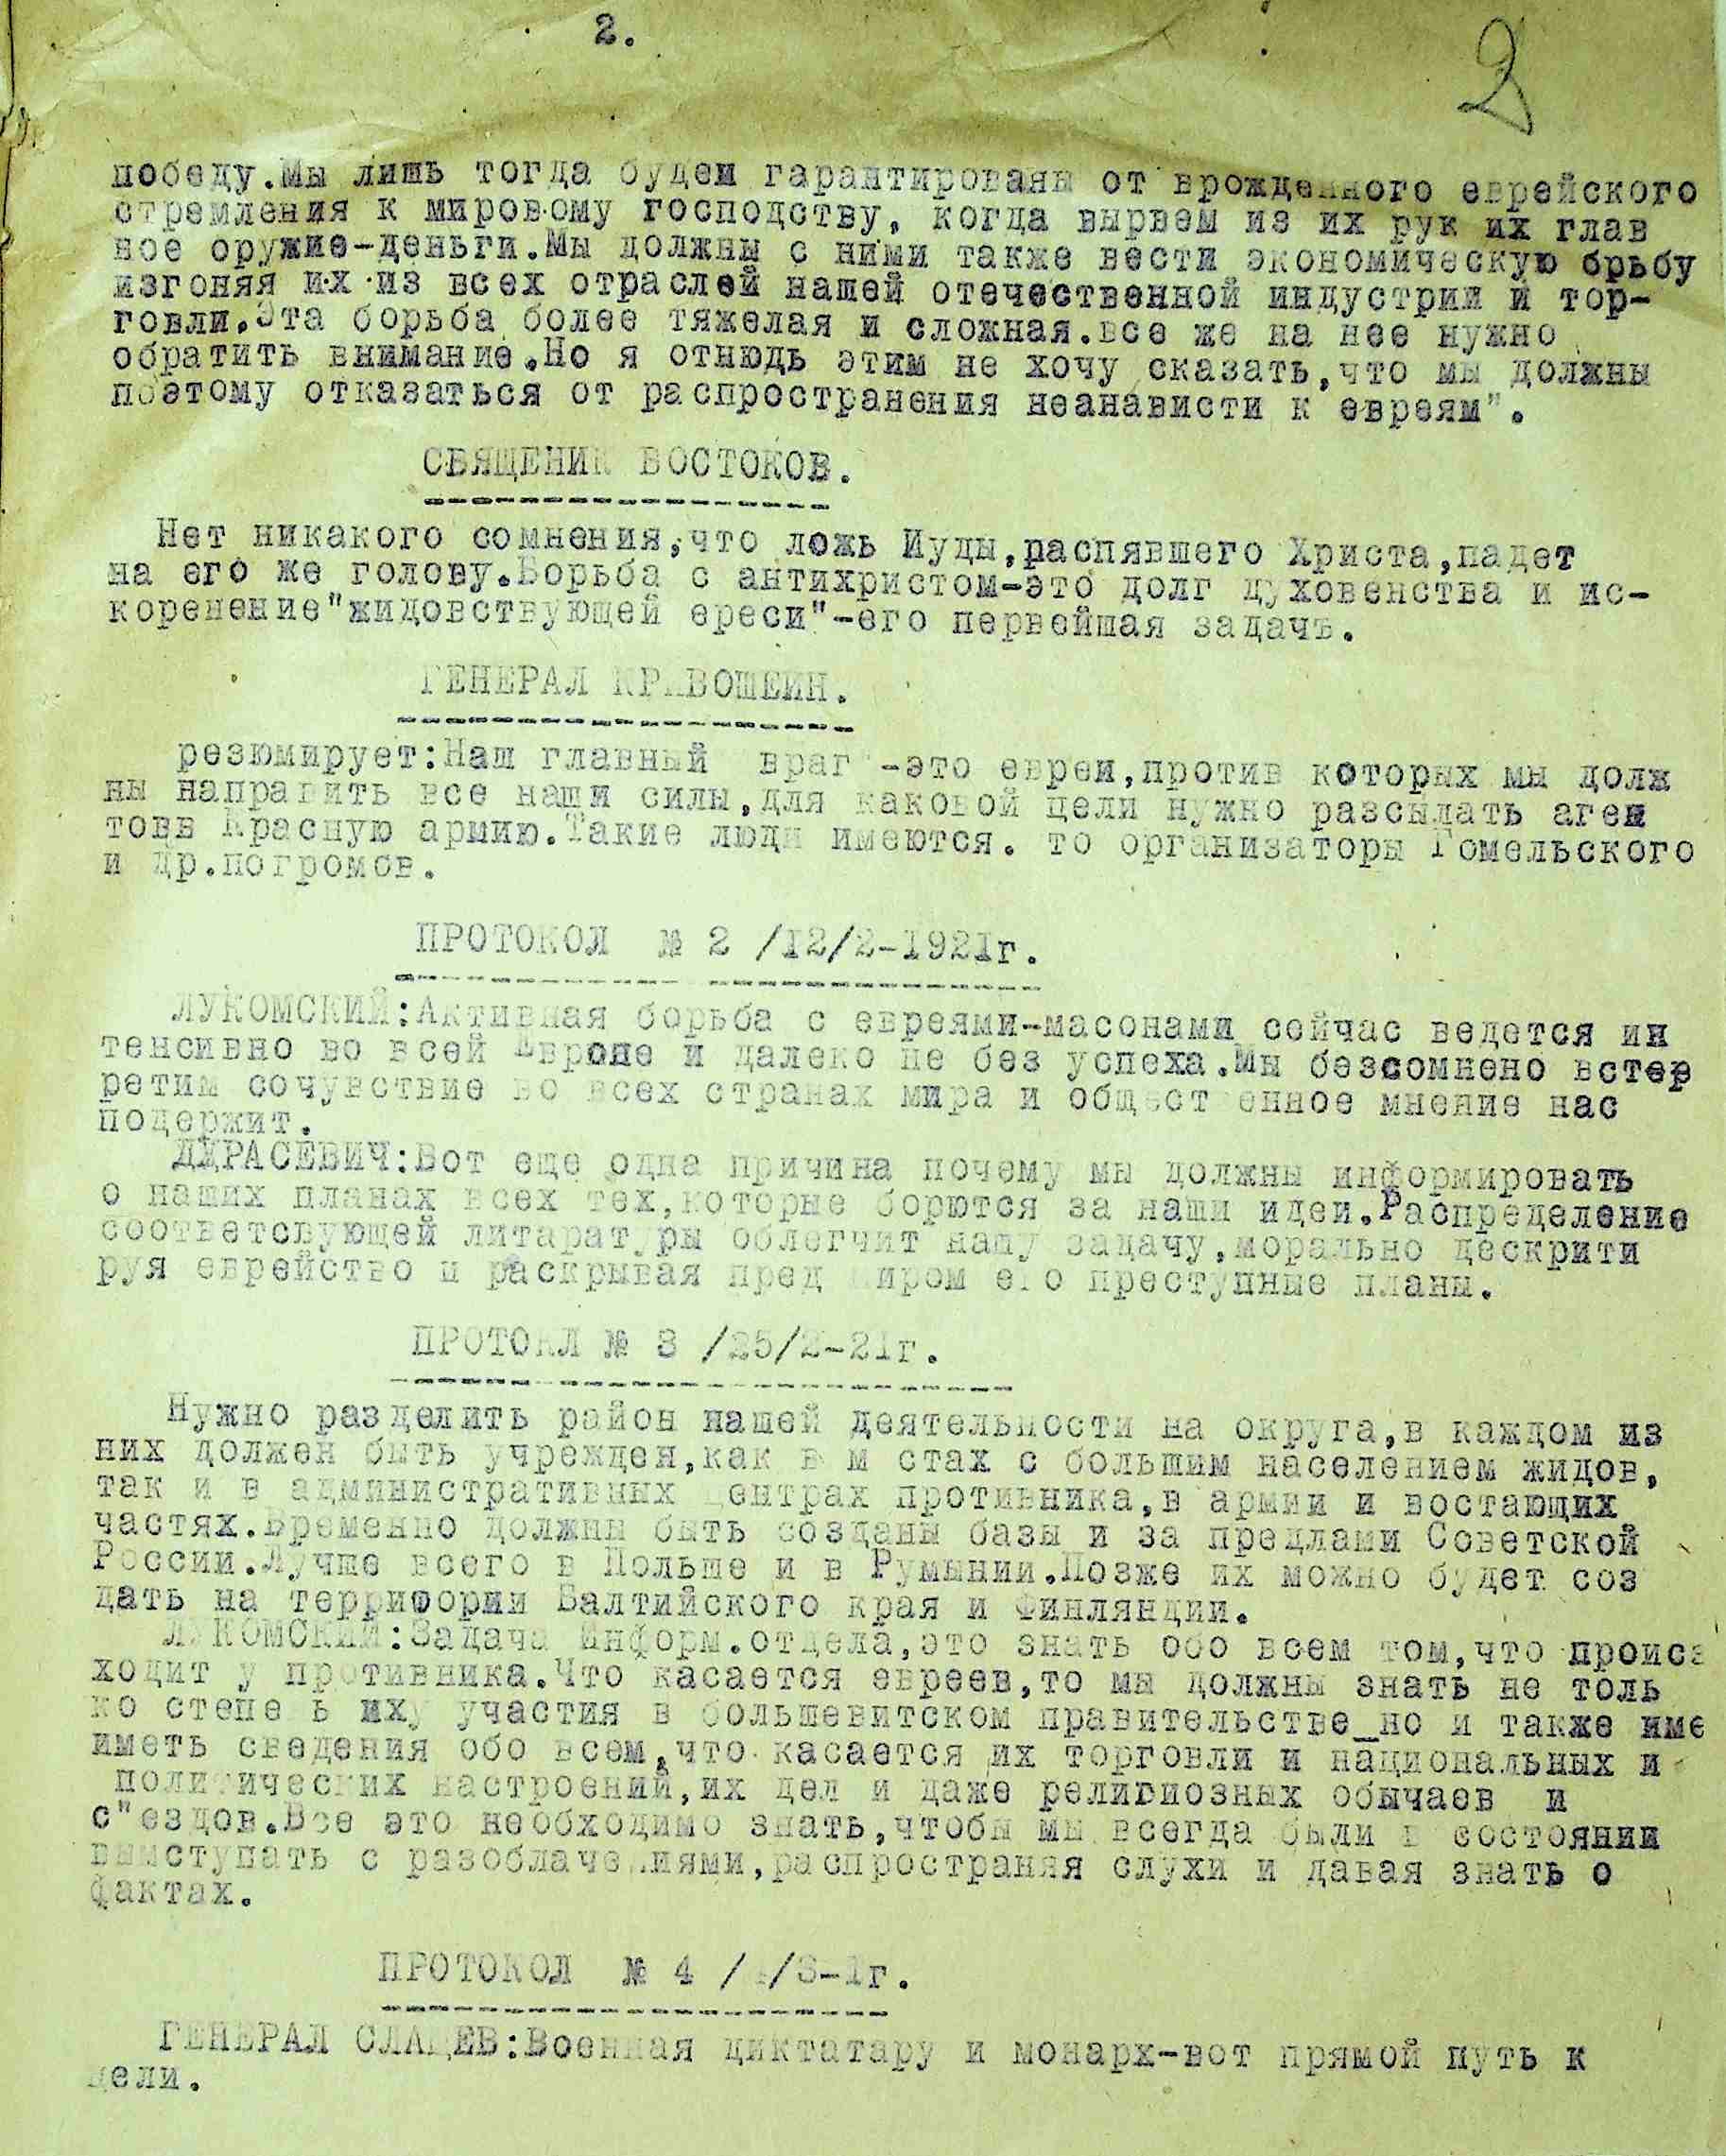 2.
2
победу.Мы лишь тогда будем гарантированы от врожденного еврейского
стремления к мировому господству, когда вырвем из их рук их глав
ное оружие-деньги.Мы должны с ними также вести экономическую брьбу
изгоняя их из всех отраслей нашей отечественной индустрии и тор-
говли.Эта борьба более тяжелая и сложная.все же на нее нужно
обратить внимание.Но я отнюдь этим не хочу сказать,что мы должны
поэтому отказаться от распространения неанависти к евреям".
СВЯЩЕНИК ВОСТОКОВ.
Нет никакого сомнения,что ложь Иуды,распявшего Христа,падет
на его же голову.Борьба с антихристом-это долг духовенства и ис-
коренение"жидовствующей ереси"-его первейшая задачь.
ГЕНЕРАЛ КРИВОШЕИН.
резюмирует:Наш главный враг -это евреи,против которых мы долж
ны направить все наши силы,для каковой цели нужно разсылать аген
товв Красную армию.Такие люди имеются. то организаторы Гомельского
и др.погромов.
ПРОТОКОЛ № 2 /12/2-1921г.
ЛУКОМСКИЙ:Активная борьба с евреями-масонами сейчас ведется ин
тенсивно во всей Европе и далеко не без успеха.Мы безсомнено встер
ретим сочувствие во всех странах мира и общественное мнение нас
подержит.
ДЖРАСЕВИЧ:Вот еще одна причина почему мы должны информировать
о наших планах всех тех,которые борются за наши идеи.Распределение
соответсвующей литаратуры облегчит нашу задачу,морально дескрити
руя еврейство и раскрывая пред миром его преступные планы.
ПРОТОКЛ № 3 /25/2-21г.
Нужно разделить район нашей деятельности на округа,в каждом из
них должен быть учрежден,как в м стах с большим населением жидов,
так и в административных центрах противника,в армии и востающих
частях.Временно должны быть созданы базы и за предлами Советской
России.Лучше всего в Польше и в Румынии.Позже их можно будет соз
дать на территории Балтийского края и Финляндии.
ЛУКОМСКИЙ:Задача Информ.отдела,это знать обо всем том,что происз
ходит у противника.Что касается евреев,то мы должны знать не толь
ко степе ь их участия в большевитском правительстве_но и также име
иметь сведения обо всем,что касается их торговли и национальных и
политических настроений,их дел и даже религиозных обычаев и
с"ездов.Все это необходимо знать,чтобы мы всегда были в состоянии
вымступать с разоблачениями,распространяя слухи и давая знать о
фактах.
ПРОТОКОЛ № 4 / /3-1г.
ГЕНЕРАЛ СЛАЩЕВ:Военная диктатару и монарх-вот прямой путь к
цели.